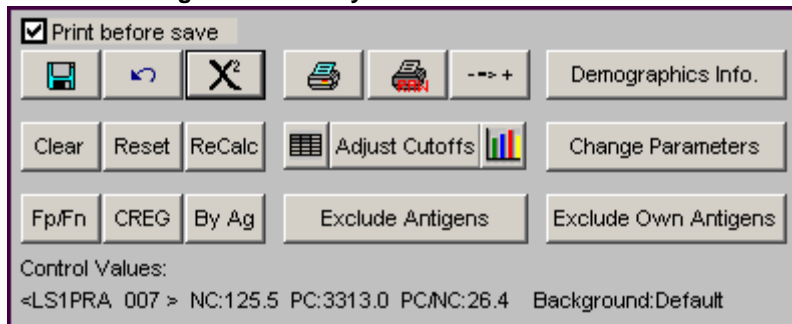 Print before save
X² RAW - -=> + Demographics Info.
Clear Reset ReCalc Adjust Cutoffs Change Parameters
Fp/Fn CREG By Ag Exclude Antigens Exclude Own Antigens
Control Values:
<LS1PRA 007 > NC:125.5 PC:3313.0 PC/NC:26.4 Background:Default